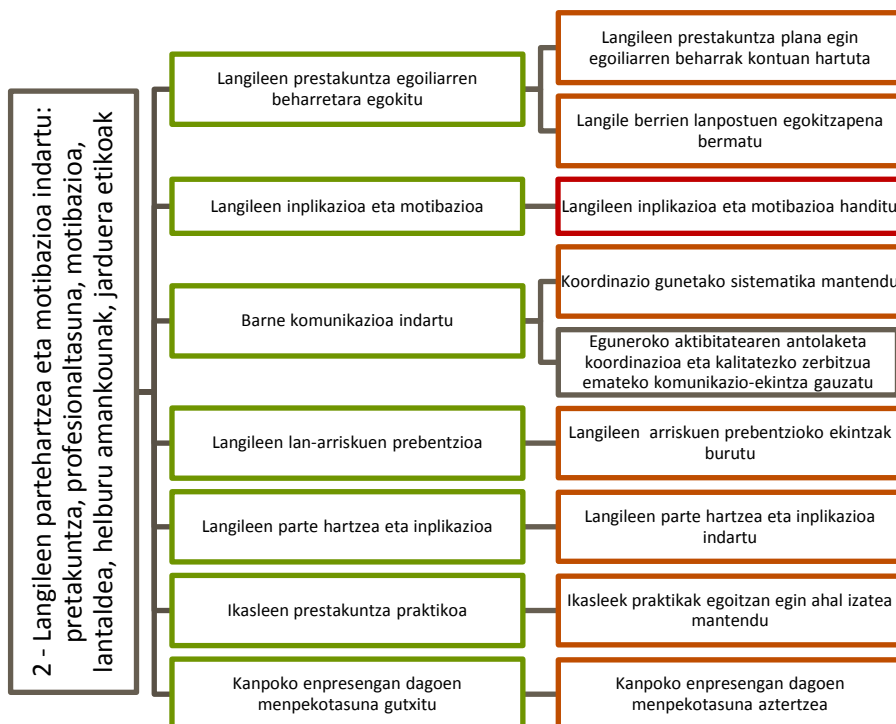 2 - Langileen partehartzea eta motibazioa indartu:
pretakuntza, profesionaltasuna, motibazioa,
lantaldea, helburu amankounak, jarduera etikoak
Langileen prestakuntza egoiliarren
beharretara egokitu
Langileen prestakuntza plana egin
egoiliarren beharrak kontuan hartuta
Langile berrien lanpostuen egokitzapena
bermatu
Langileen inplikazioa eta motibazioa
Langileen inplikazioa eta motibazioa handitu
Barne komunikazioa indartu
Koordinazio gunetako sistematika mantendu
Eguneroko aktibitatearen antolaketa
koordinazioa eta kalitatezko zerbitzua
emateko komunikazio-ekintza gauzatu
Langileen lan-arriskuen prebentzioa
Langileen arriskuen prebentzioko ekintzak
burutu
Langileen parte hartzea eta inplikazioa
Langileen parte hartzea eta inplikazioa
indartu
Ikasleen prestakuntza praktikoa
Ikasleek praktikak egoitzan egin ahal izatea
mantendu
Kanpoko enpresengan dagoen
menpekotasuna gutxitu
Kanpoko enpresengan dagoen
menpekotasuna aztertzea